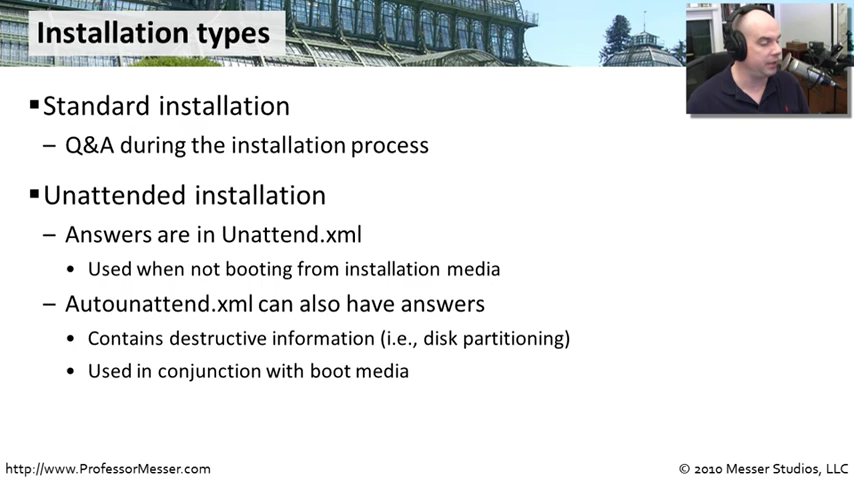 Installation types
▪Standard installation
– Q&A during the installation process
▪Unattended installation
– Answers are in Unattend.xml
• Used when not booting from installation media
– Autounattend.xml can also have answers
• Contains destructive information (i.e., disk partitioning)
• Used in conjunction with boot media
http://www.ProfessorMesser.com
© 2010 Messer Studios, LLC